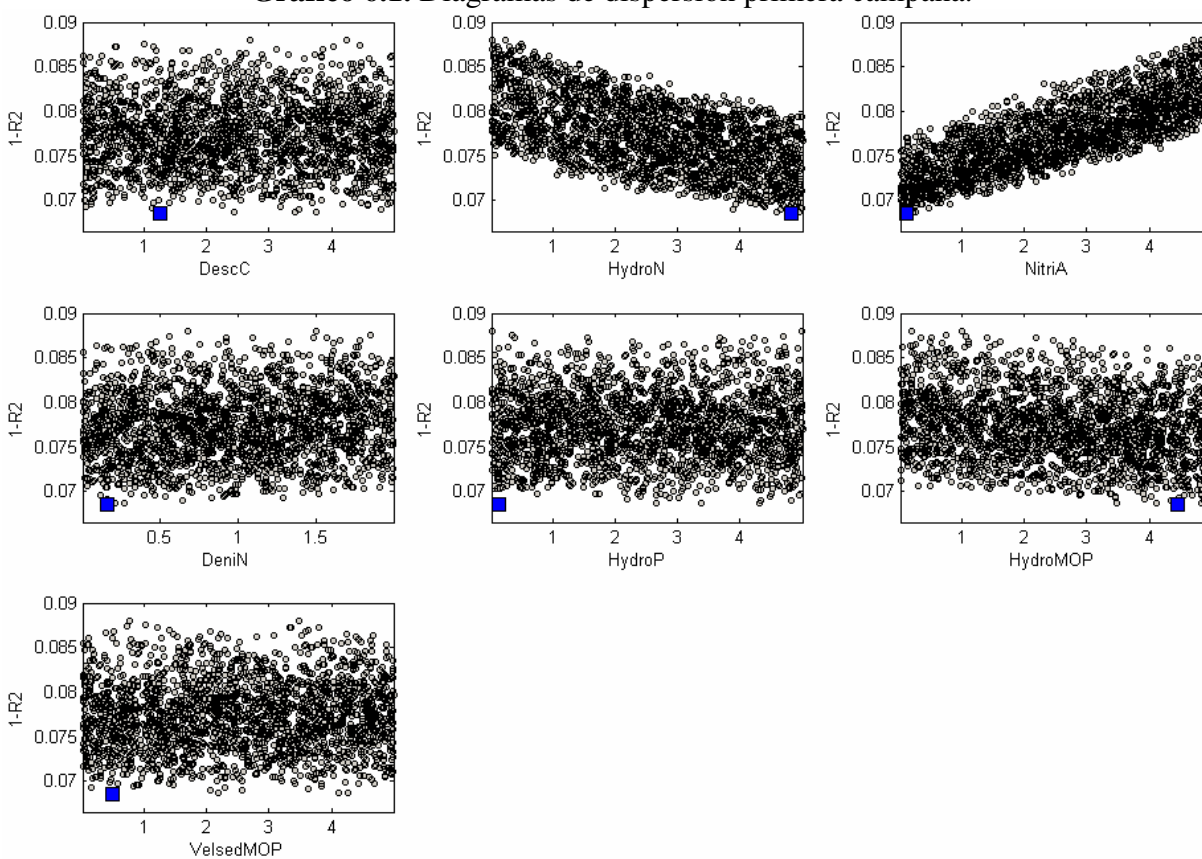 Gráfico Diagramas de dispersión primera campaña.
0.09 0.09 0.09
0.085 0.085 0.085
0.08 0.08 0.08
0.075 0.075 0.075
0.07 0.07 0.07
1-R2 1-R2 1-R2
1 2 3 4 1 2 3 4 1 2 3 4
DescC HydroN NitriA
0.09 0.09 0.09
0.085 0.085 0.085
0.08 0.08 0.08
0.075 0.075 0.075
0.07 0.07 0.07
1-R2 1-R2 1-R2
0.5 1 1.5 1 2 3 4 1 2 3 4
DeniN HydroP HydroMOP
0.09
0.085
0.08
0.075
0.07
1-R2
1 2 3 4
VelsedMOP